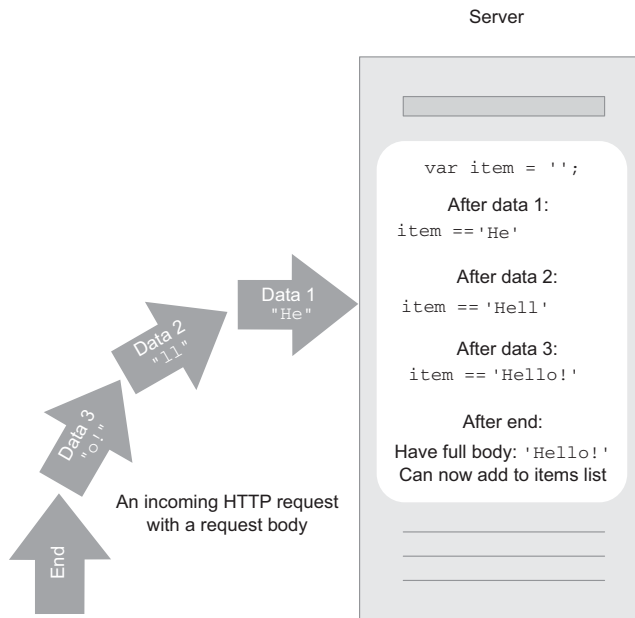 Server
var item = '';
After data 1:
item =='He'
After data 2:
item == 'Hell'
After data 3:
item =='Hello!'
After end:
Have full body: 'Hello!'
Can now add to items list
Data 1
"He"
Data 2
"ll"
Data 3
"o!"
End
An incoming HTTP request
with a request body